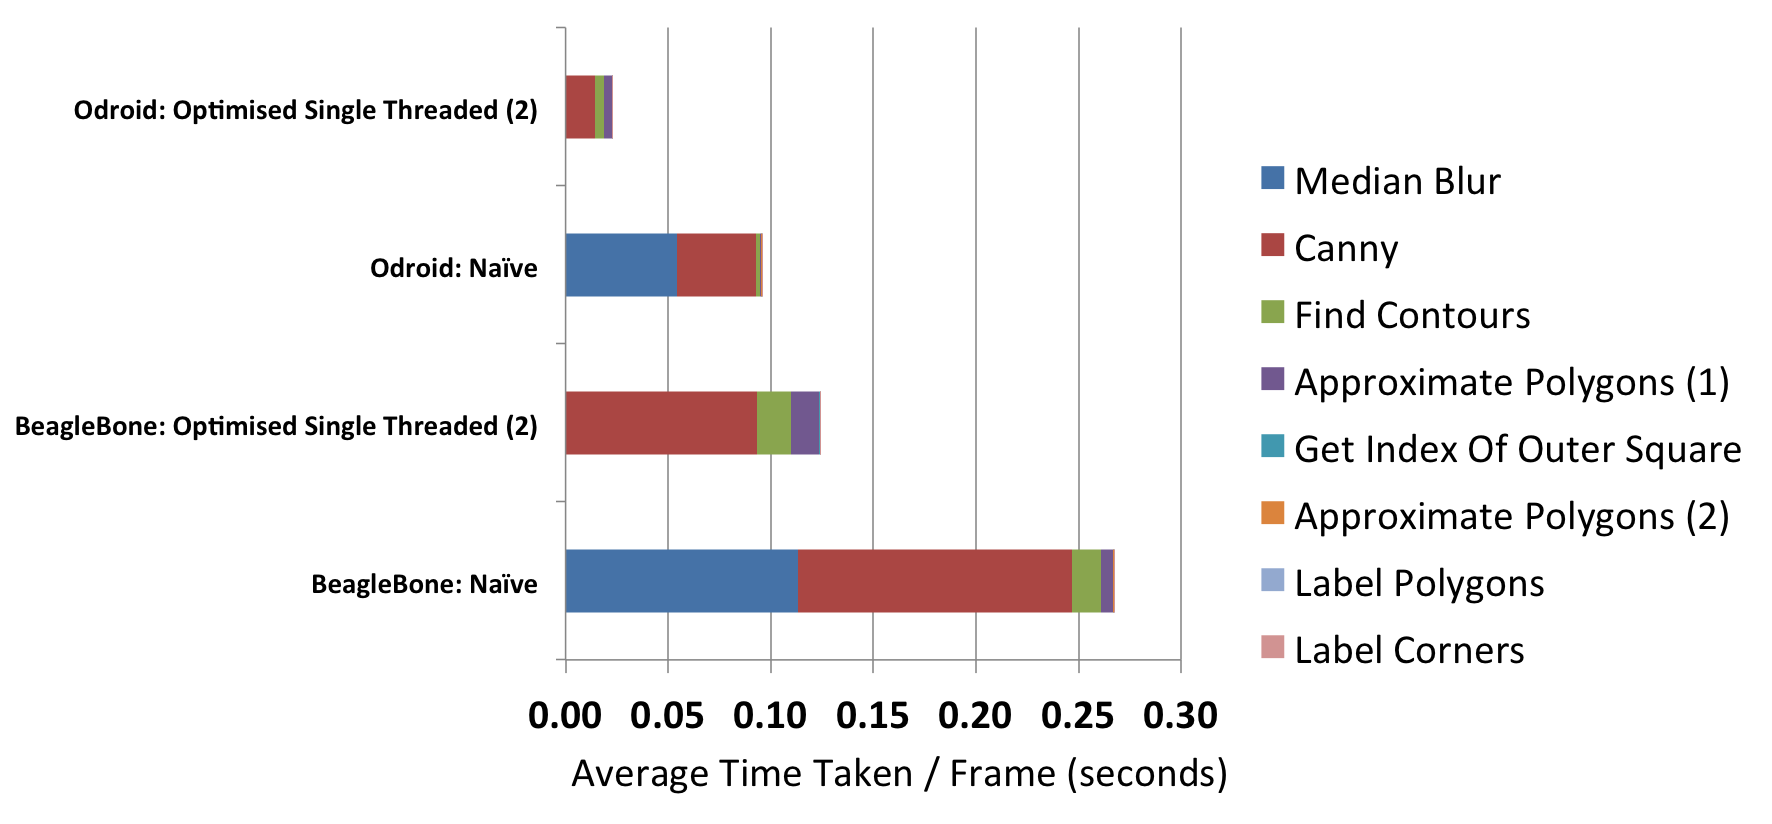 Odroid: Optimised Single Threaded (2)
Odroid: Naïve
BeagleBone: Optimised Single Threaded (2)
BeagleBone: Naïve
0.00 0.05 0.10 0.15 0.20 0.25 0.30
Average Time Taken / Frame (seconds)
Median Blur
Canny
Find Contours
Approximate Polygons (1)
Get Index Of Outer Square
Approximate Polygons (2)
Label Polygons
Label Corners